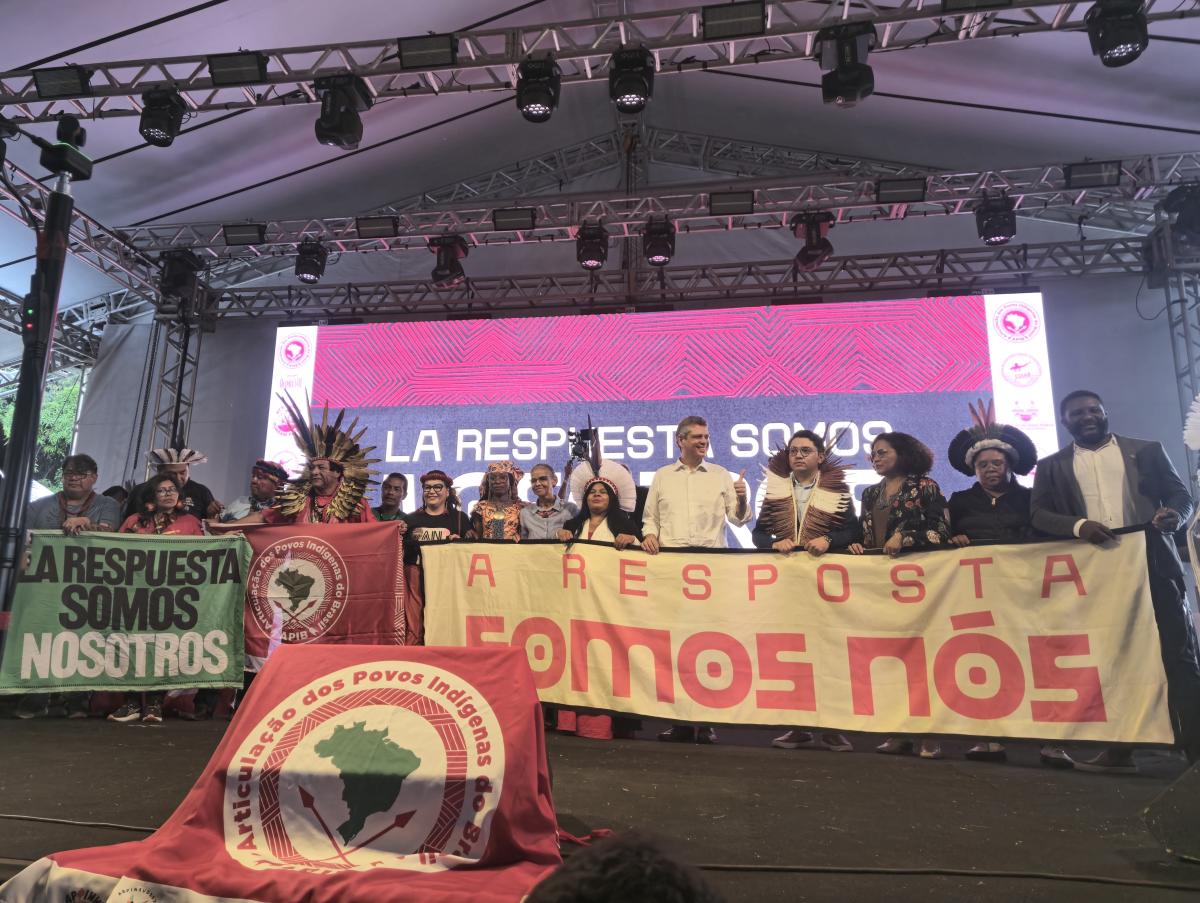 LA RESPUESTA SOMOS
LA RESPUESTA
SOMOS
NOSOTROS
Articulação dos Povos Indígenas do Brasil
APIB
A RESPOSTA
SOMOS NÓS
Articulação dos Povos Indígenas do Brasil